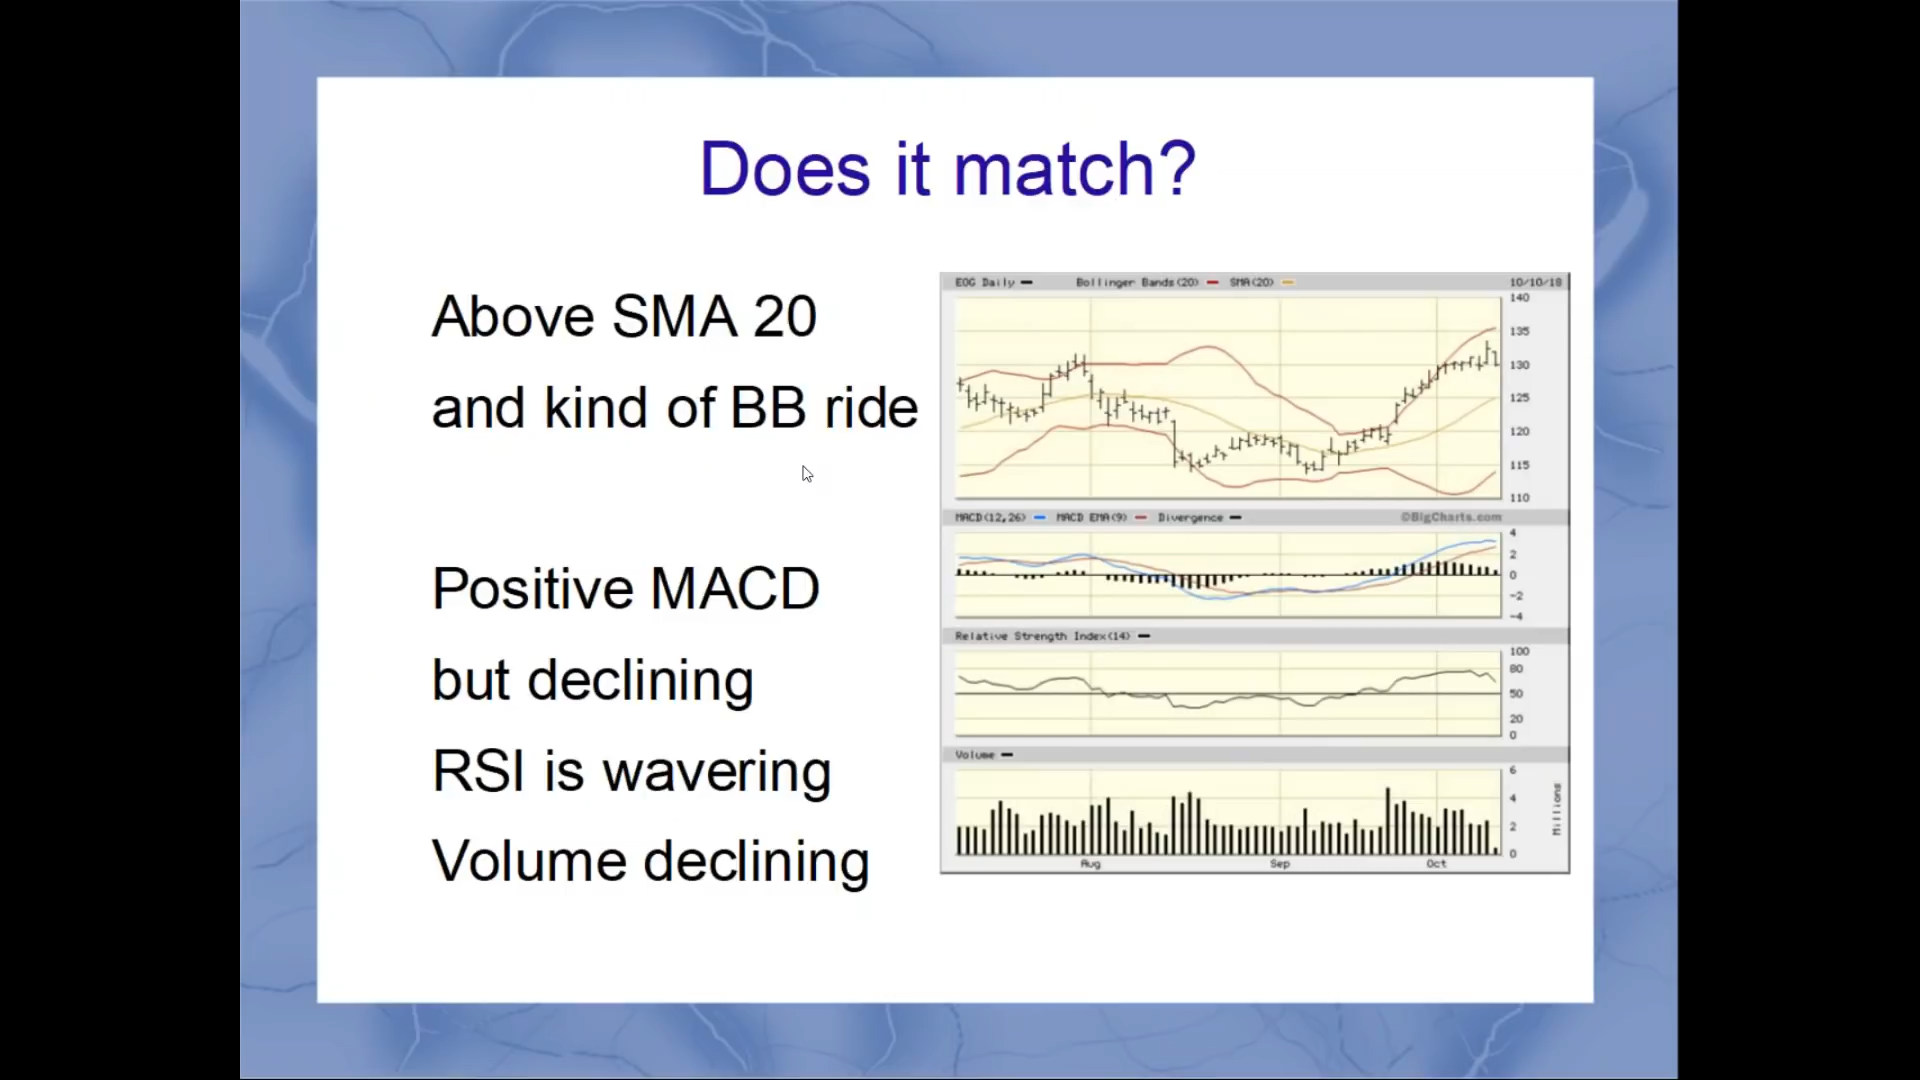 Does it match?
Above SMA 20
and kind of BB ride
Positive MACD
but declining
RSI is wavering
Volume declining
EOG Daily Bollinger Bands(20) SMA(20) 10/10/18
140
135
130
125
120
115
110
MACD(12,26) MACD EMA(9) Divergence ©BigCharts.com
4
2
0
-2
-4
Relative Strength Index(14)
100
80
50
20
0
Volume
6
4
2
0
Millions
Aug Sep Oct